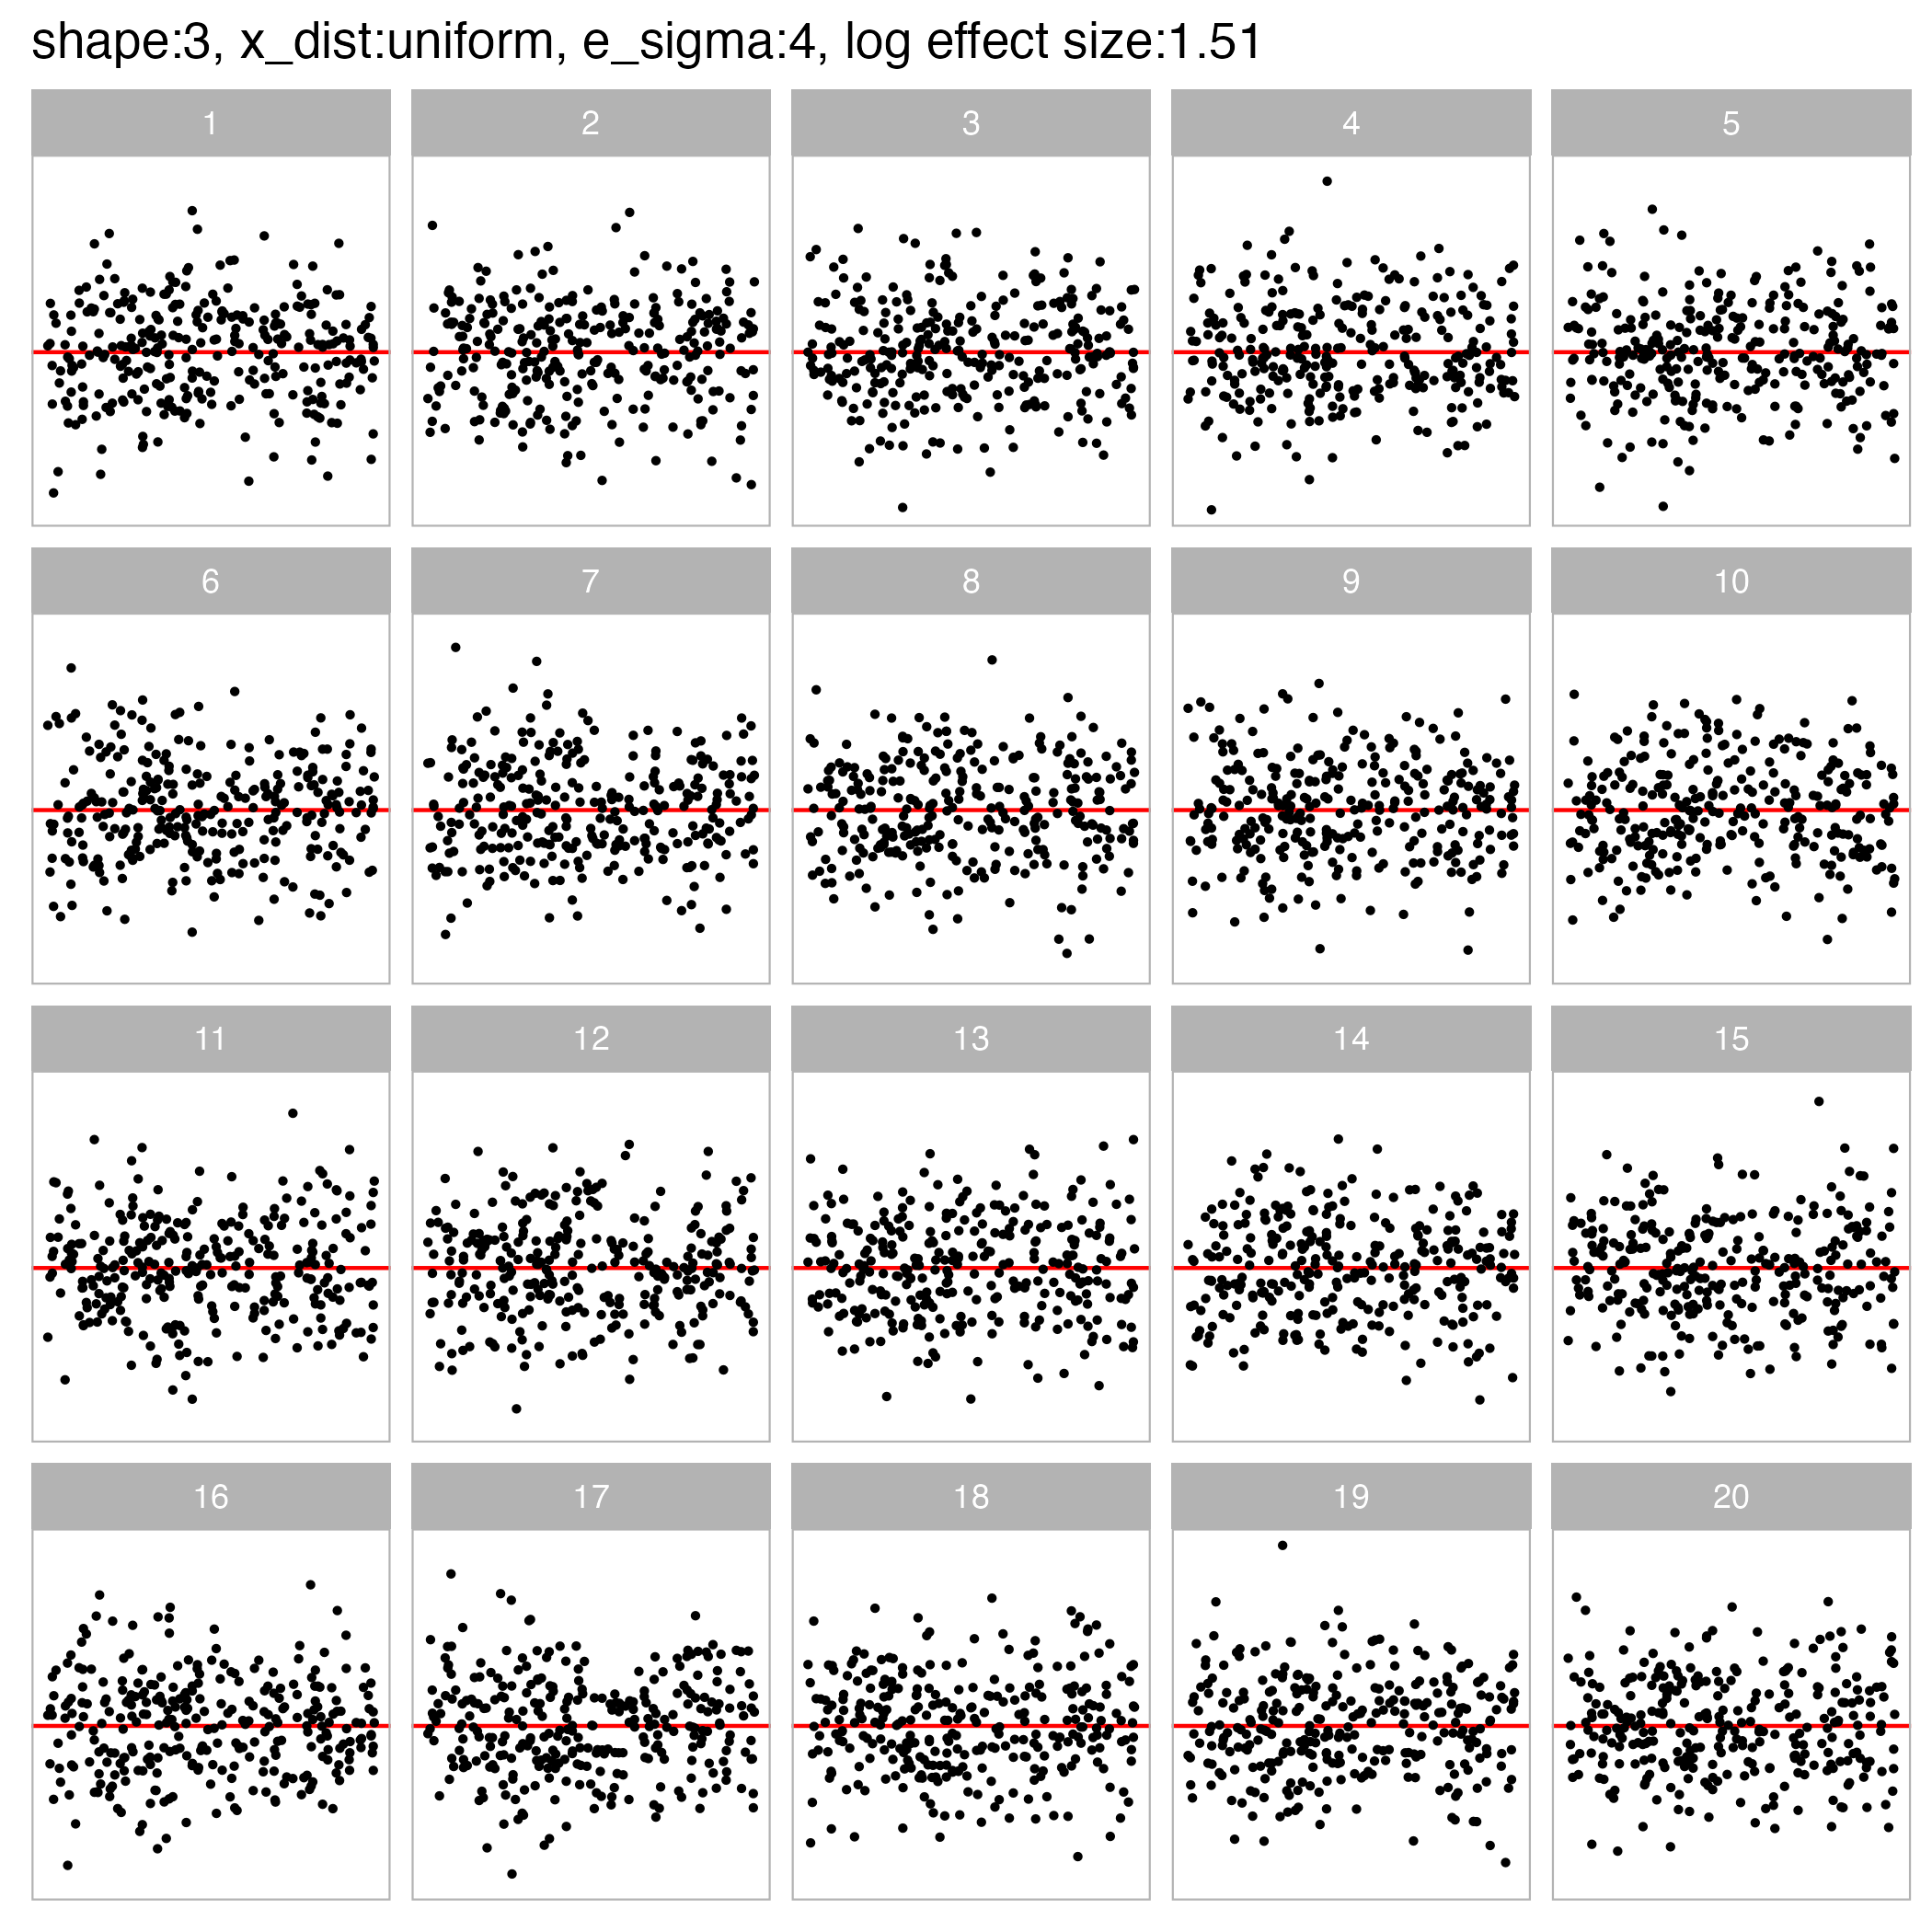 shape:3, x_dist:uniform, e_sigma:4, log effect size:1.51
1 2 3 4 5
6 7 8 9 10
11 12 13 14 15
16 17 18 19 20